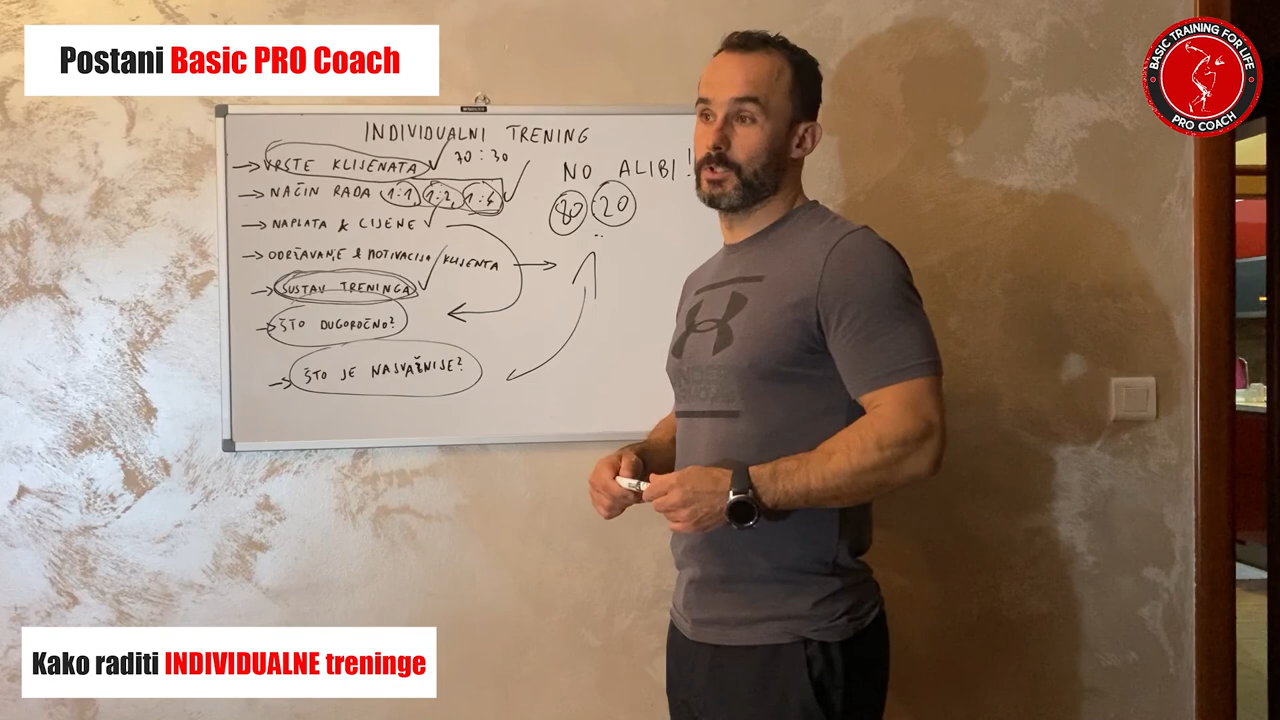 Postani Basic PRO Coach
BASIC TRAINING FOR LIFE
PRO COACH
INDIVIDUALNI TRENING
→ VRSTE KLIJENATA ✓ 70:30
→ NAČIN RADA (1:1, 1:2, 1:4) ✓
→ NAPLATA & CIJENE ✓
→ ODRŽAVANJE & MOTIVACIJA KLIJENTA
→ SUSTAV TRENINGA ✓
→ ŠTO DUGOROČNO?
→ ŠTO JE NAJVAŽNIJE?
NO ALIBI!
80 : 20
Kako raditi INDIVIDUALNE treninge